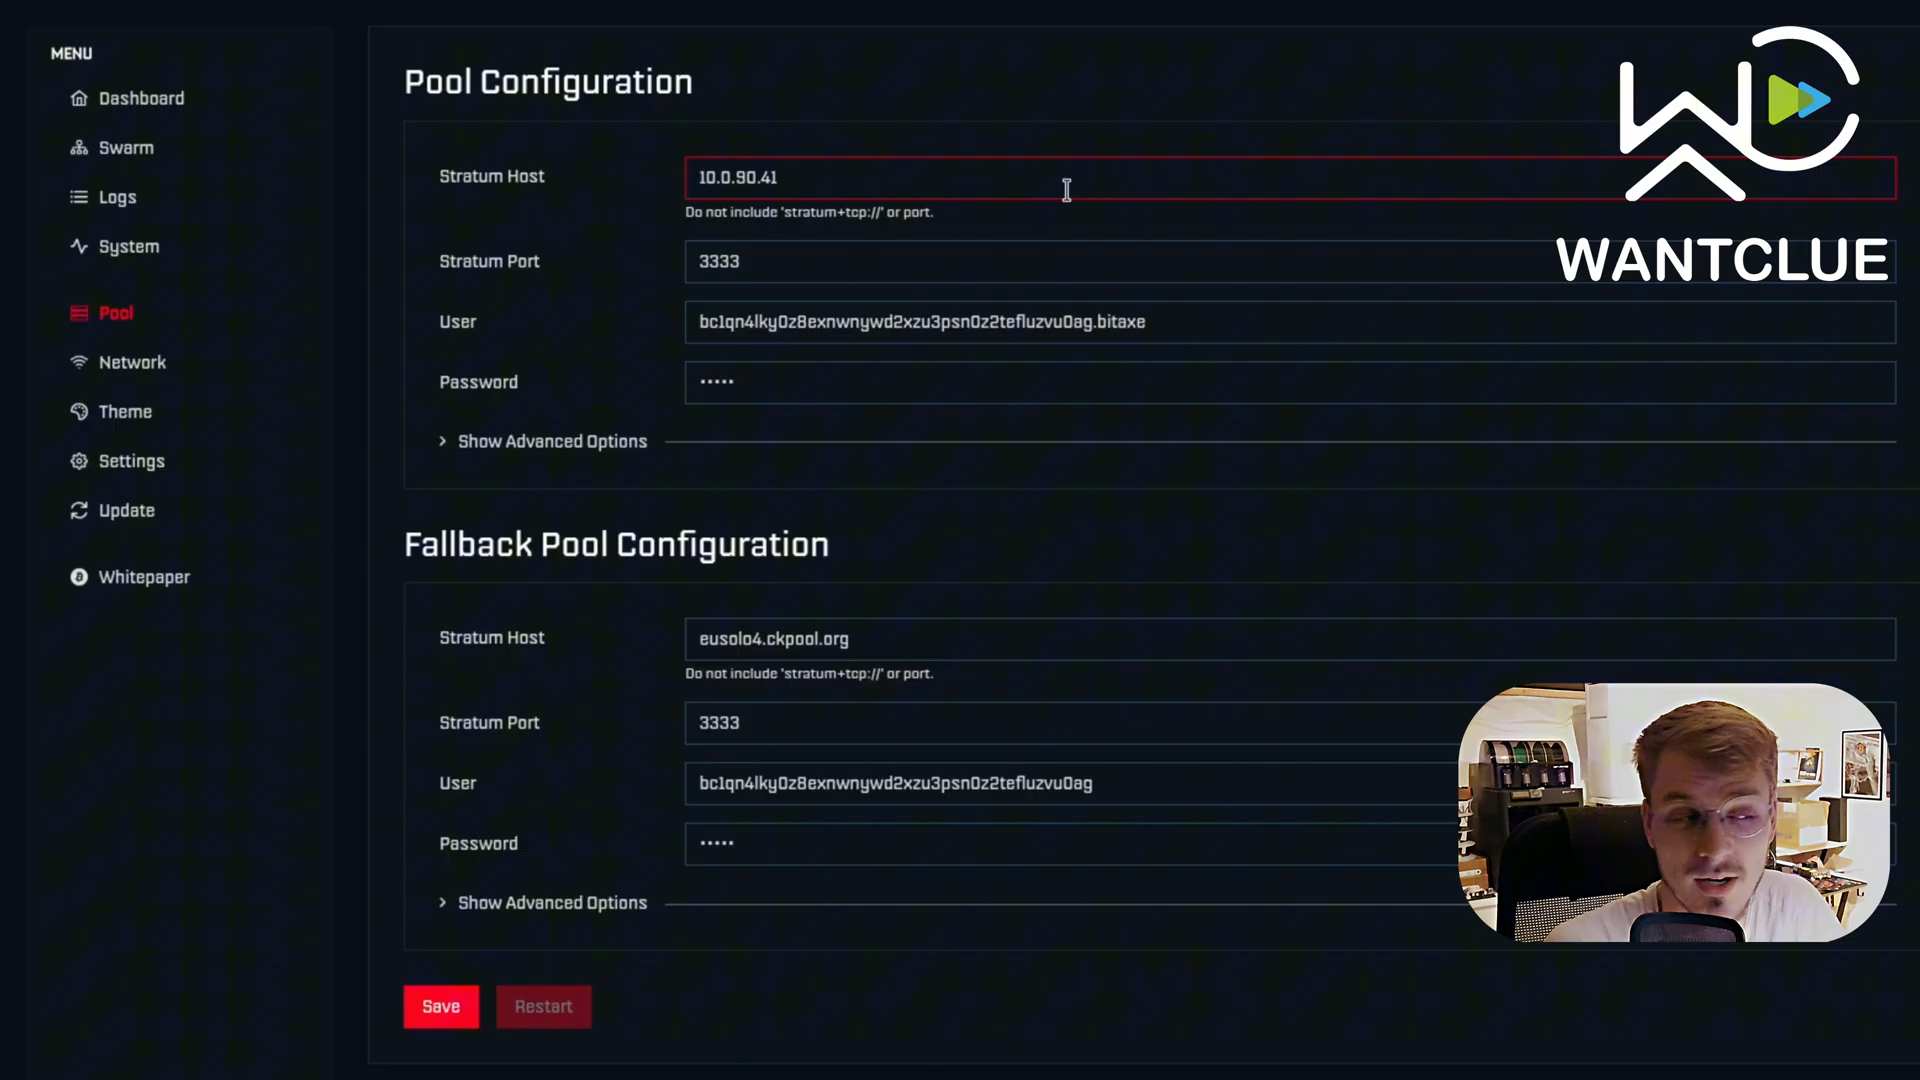 MENU
Dashboard
Swarm
Logs
System
Pool
Network
Theme
Settings
Update
Whitepaper
Pool Configuration
Stratum Host
10.0.90.41
Do not include 'stratum+tcp://' or port.
Stratum Port
3333
User
bc1qn4lky0z8exnwnywd2xzu3psn0z2tefluzvu0ag.bitaxe
Password
•••••
Show Advanced Options
Fallback Pool Configuration
Stratum Host
eusolo4.ckpool.org
Do not include 'stratum+tcp://' or port.
Stratum Port
3333
User
bc1qn4lky0z8exnwnywd2xzu3psn0z2tefluzvu0ag
Password
•••••
Show Advanced Options
Save
Restart
WC
WANTCLUE